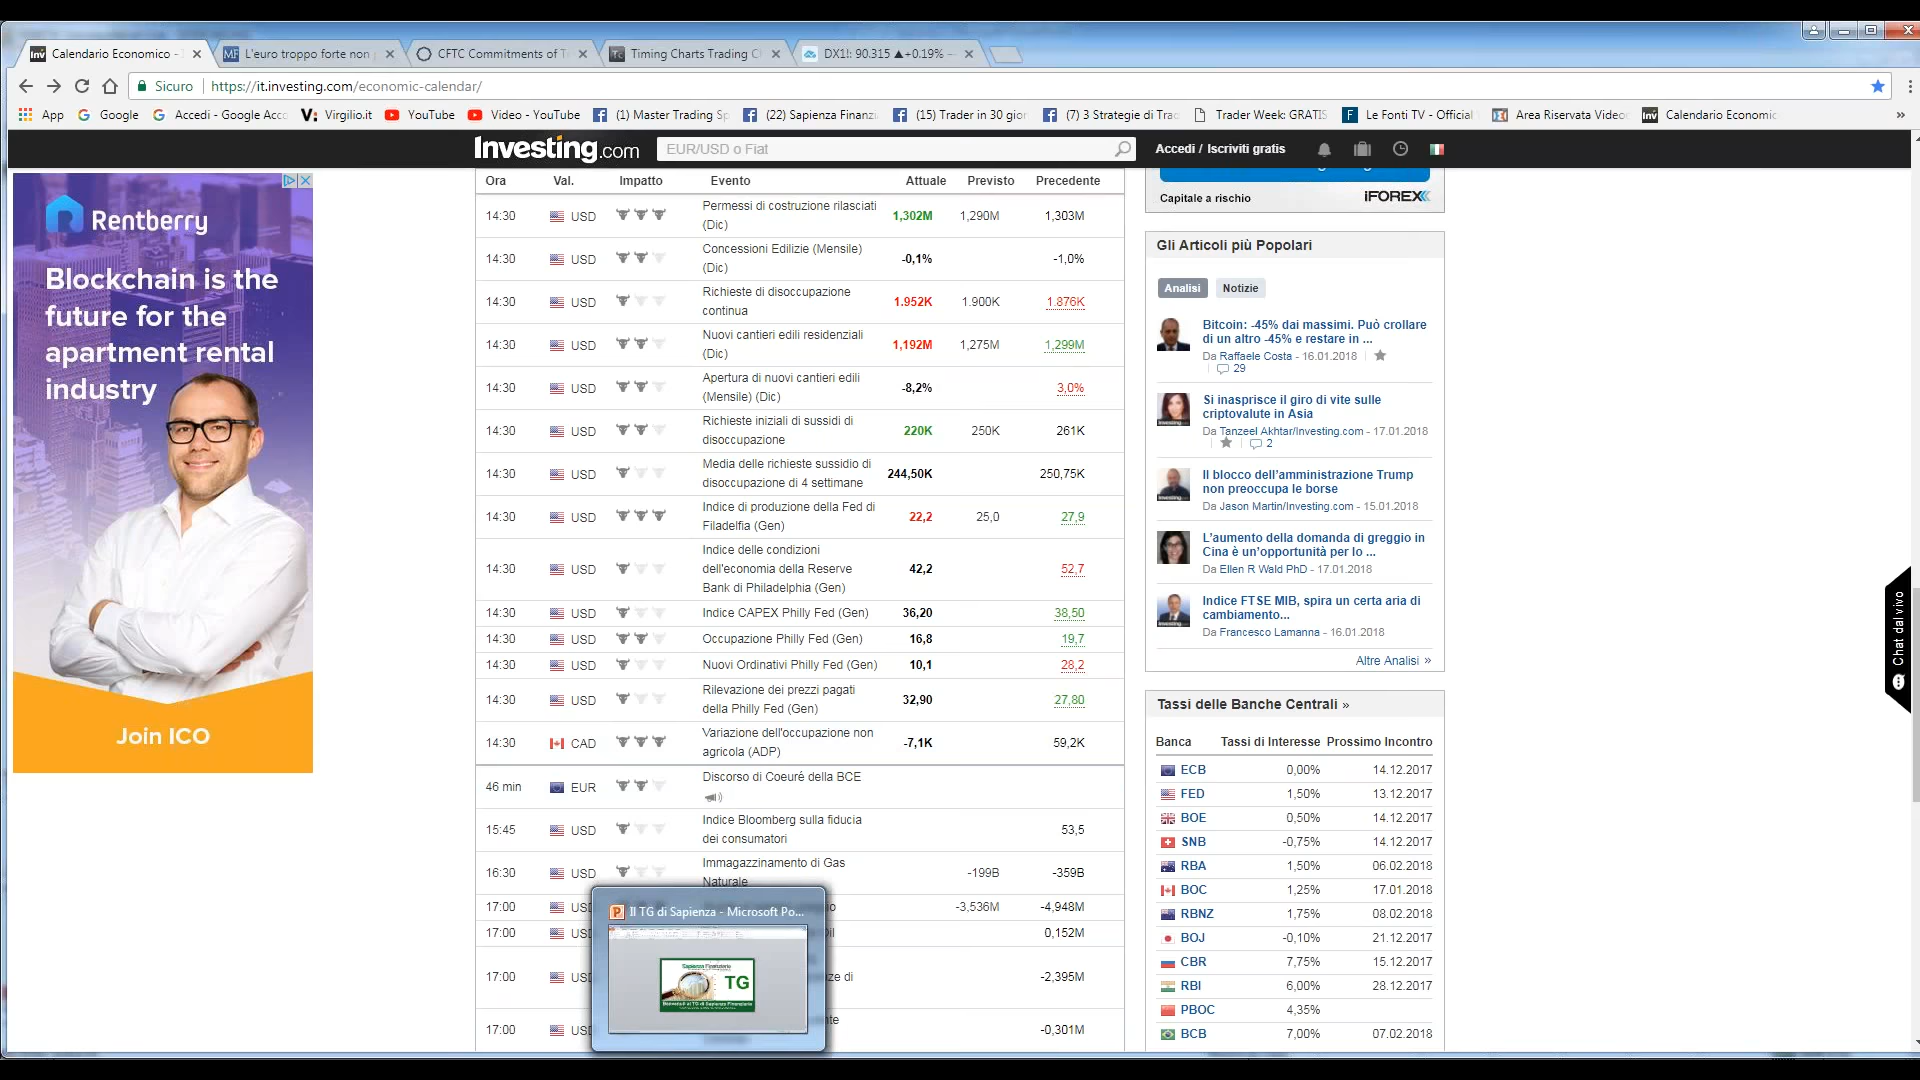 Calendario Economico -
L'euro troppo forte non
CFTC Commitments of T
Timing Charts Trading C
DX1!: 90.315 ▲+0.19%
Sicuro
https://it.investing.com/economic-calendar/
App
Google
Accedi - Google Acco
Virgilio.it
YouTube
Video - YouTube
(1) Master Trading Sp
(22) Sapienza Finanzi
(15) Trader in 30 gior
(7) 3 Strategie di Tra
Trader Week: GRATIS
Le Fonti TV - Official
Area Riservata Video
Calendario Economic
»
Investing.com
EUR/USD o Fiat
Accedi / Iscriviti gratis
Rentberry
Blockchain is the
future for the
apartment rental
industry
Join ICO
Ora Val. Impatto Evento Attuale Previsto Precedente
14:30 USD Permessi di costruzione rilasciati (Dic) 1,302M 1,290M 1,303M
14:30 USD Concessioni Edilizie (Mensile) (Dic) -0,1% -1,0%
14:30 USD Richieste di disoccupazione continua 1.952K 1.900K 1.876K
14:30 USD Nuovi cantieri edili residenziali (Dic) 1,192M 1,275M 1,299M
14:30 USD Apertura di nuovi cantieri edili (Mensile) (Dic) -8,2% 3,0%
14:30 USD Richieste iniziali di sussidi di disoccupazione 220K 250K 261K
14:30 USD Media delle richieste sussidio di disoccupazione di 4 settimane 244,50K 250,75K
14:30 USD Indice di produzione della Fed di Filadelfia (Gen) 22,2 25,0 27,9
14:30 USD Indice delle condizioni dell'economia della Reserve Bank di Philadelphia (Gen) 42,2 52,7
14:30 USD Indice CAPEX Philly Fed (Gen) 36,20 38,50
14:30 USD Occupazione Philly Fed (Gen) 16,8 19,7
14:30 USD Nuovi Ordinativi Philly Fed (Gen) 10,1 28,2
14:30 USD Rilevazione dei prezzi pagati della Philly Fed (Gen) 32,90 27,80
14:30 CAD Variazione dell'occupazione non agricola (ADP) -7,1K 59,2K
46 min EUR Discorso di Coeuré della BCE
15:45 USD Indice Bloomberg sulla fiducia dei consumatori 53,5
16:30 USD Immagazzinamento di Gas Naturale -199B -359B
17:00 -3,536M -4,948M
17:00 0,152M
17:00 -2,395M
17:00 -0,301M
Il TG di Sapienza - Microsoft Po...
Sapienza Finanziaria
TG
Benvenuti al TG di Sapienza Finanziaria
Capitale a rischio
iFOREX
Gli Articoli più Popolari
Analisi Notizie
Bitcoin: -45% dai massimi. Può crollare
di un altro -45% e restare in ...
Da Raffaele Costa - 16.01.2018
29
Si inasprisce il giro di vite sulle
criptovalute in Asia
Da Tanzeel Akhtar/Investing.com - 17.01.2018
2
Il blocco dell'amministrazione Trump
non preoccupa le borse
Da Jason Martin/Investing.com - 15.01.2018
L'aumento della domanda di greggio in
Cina è un'opportunità per lo ...
Da Ellen R Wald PhD - 17.01.2018
Indice FTSE MIB, spira un certa aria di
cambiamento...
Da Francesco Lamanna - 16.01.2018
Altre Analisi »
Tassi delle Banche Centrali »
Banca Tassi di Interesse Prossimo Incontro
ECB 0,00% 14.12.2017
FED 1,50% 13.12.2017
BOE 0,50% 14.12.2017
SNB -0,75% 14.12.2017
RBA 1,50% 06.02.2018
BOC 1,25% 17.01.2018
RBNZ 1,75% 08.02.2018
BOJ -0,10% 21.12.2017
CBR 7,75% 15.12.2017
RBI 6,00% 28.12.2017
PBOC 4,35%
BCB 7,00% 07.02.2018
Chat dal vivo